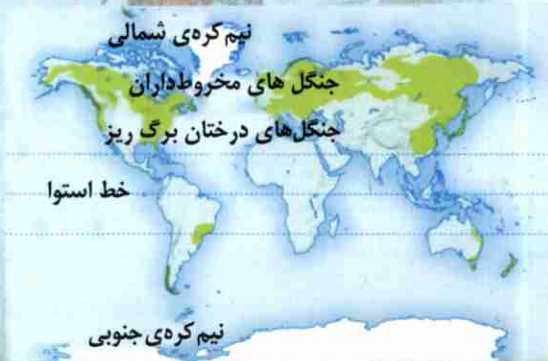 نیم کره‌ی شمالی
جنگل های مخروط‌داران
جنگل‌های درختان برگ ریز
خط استوا
نیم کره‌ی جنوبی